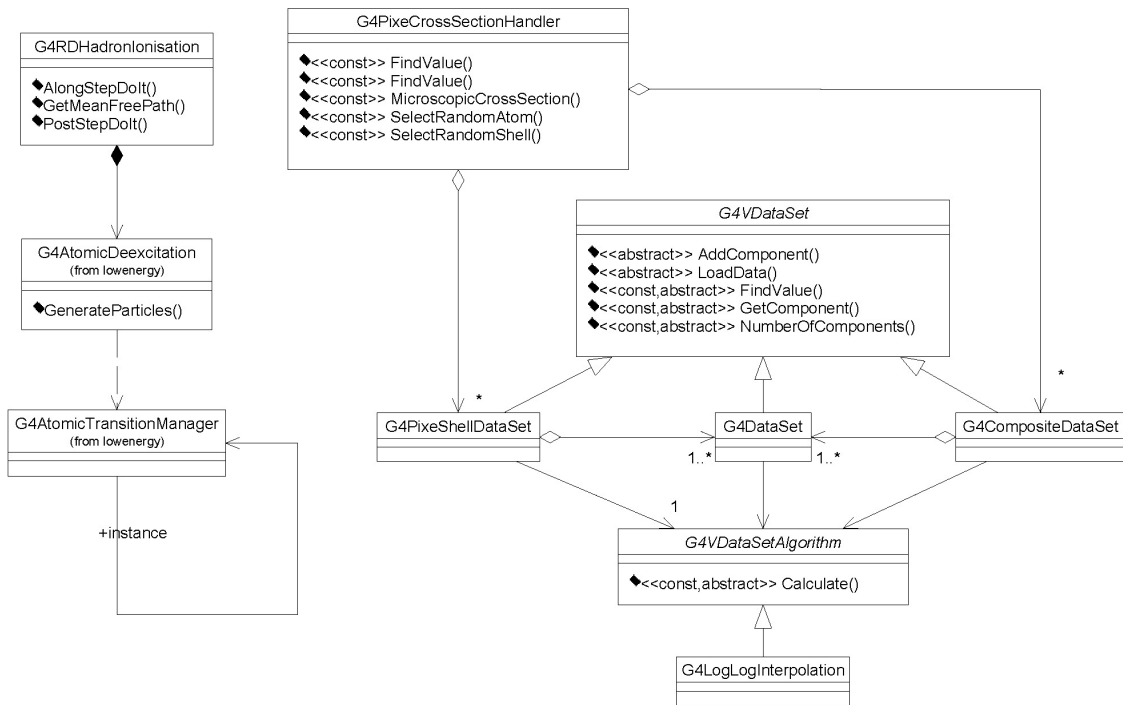 G4RDHadronIonisation
AlongStepDoIt()
GetMeanFreePath()
PostStepDoIt()
G4AtomicDeexcitation
(from lowenergy)
GenerateParticles()
G4AtomicTransitionManager
(from lowenergy)
+instance
G4PixeCrossSectionHandler
<<const>> FindValue()
<<const>> FindValue()
<<const>> MicroscopicCrossSection()
<<const>> SelectRandomAtom()
<<const>> SelectRandomShell()
G4VDataSet
<<abstract>> AddComponent()
<<abstract>> LoadData()
<<const,abstract>> FindValue()
<<const,abstract>> GetComponent()
<<const,abstract>> NumberOfComponents()
*
*
G4PixeShellDataSet
G4DataSet
G4CompositeDataSet
1..*
1..*
1
G4VDataSetAlgorithm
<<const,abstract>> Calculate()
G4LogLogInterpolation